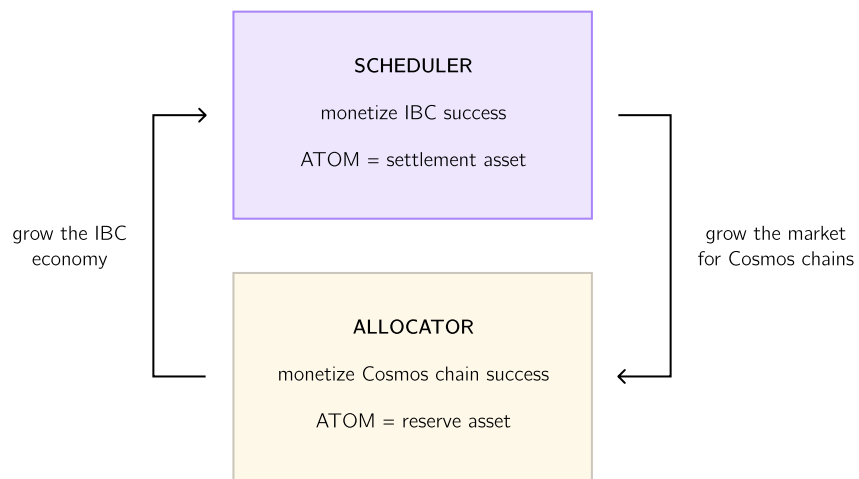 SCHEDULER
monetize IBC success
ATOM = settlement asset
grow the IBC
economy
grow the market
for Cosmos chains
ALLOCATOR
monetize Cosmos chain success
ATOM = reserve asset